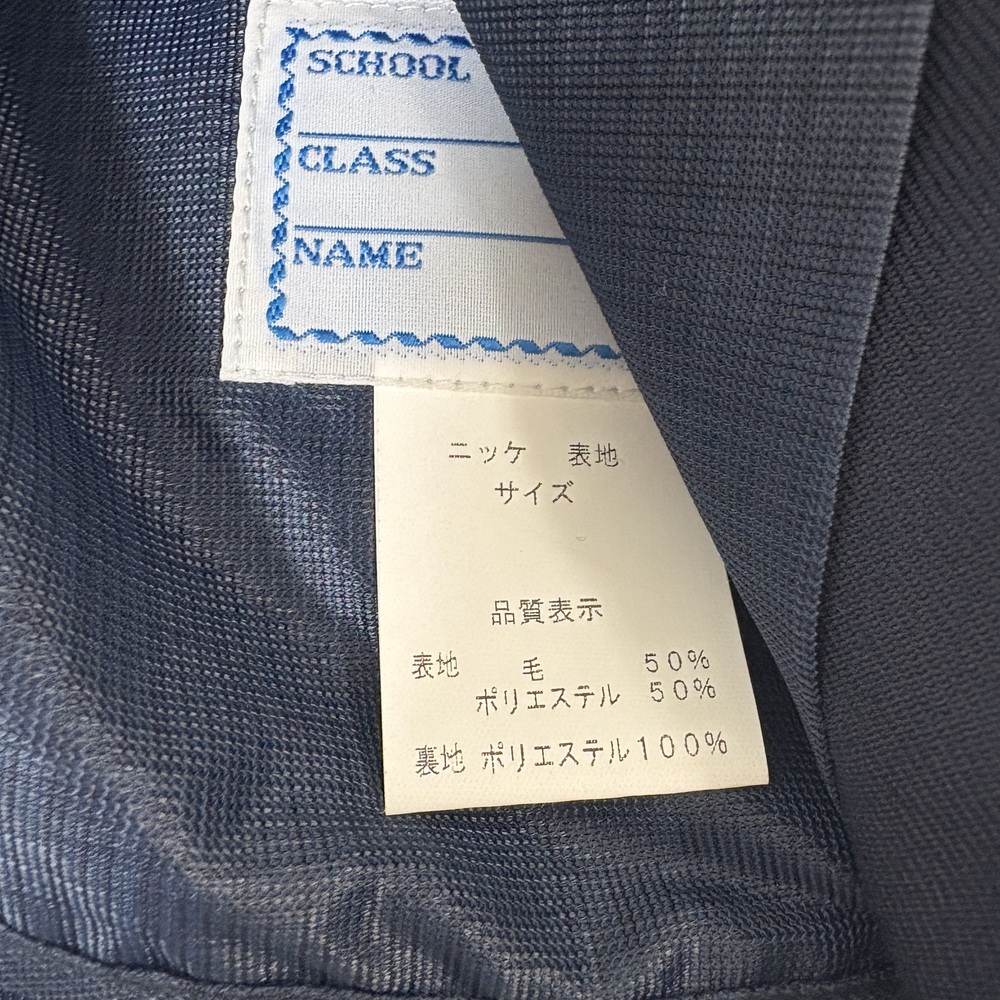 SCHOOL
CLASS
NAME
ニッケ 表地
サイズ
品質表示
表地 毛 50%
ポリエステル 50%
裏地 ポリエステル100%